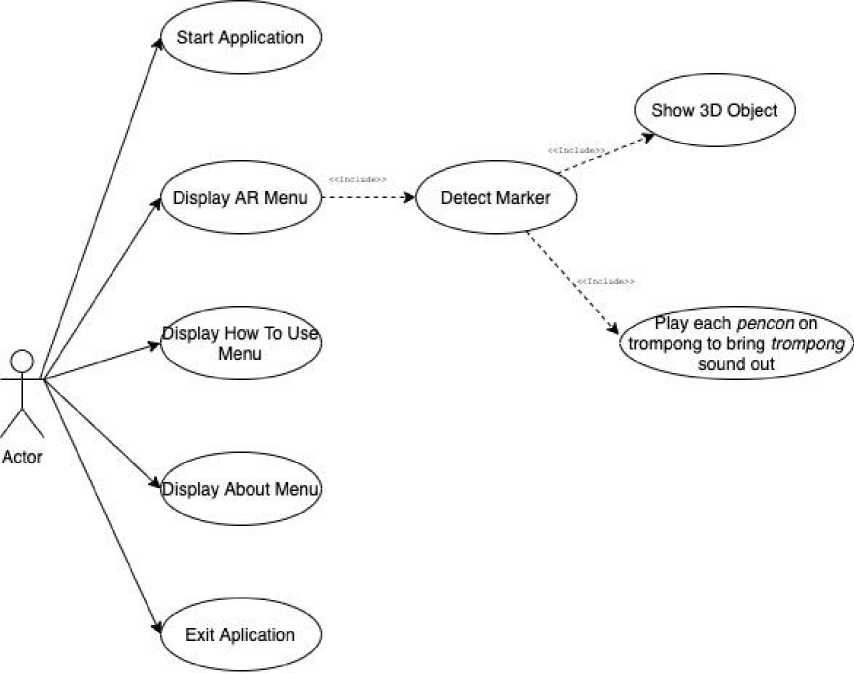 Start Application
Show 3D Object
<<Include>>
<<Include>>
Display AR Menu
Detect Marker
<<Include>>
Display How To Use
Menu
Play each pencon on
trompong to bring trompong
sound out
Actor
Display About Menu
Exit Aplication